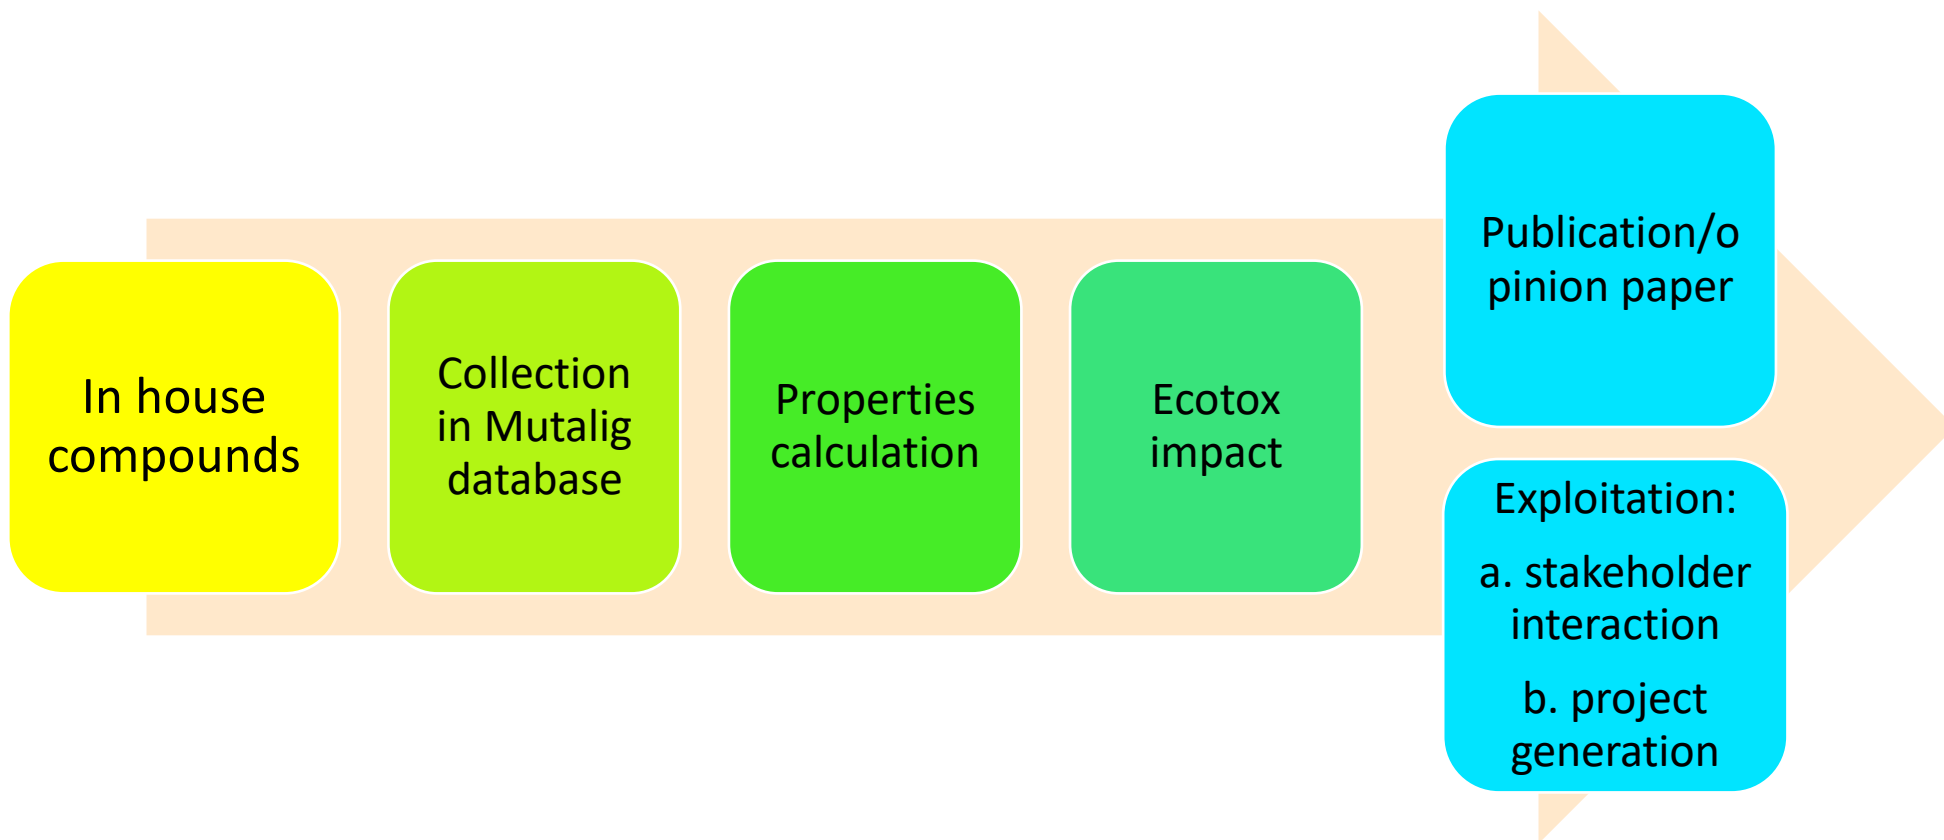 In house
compounds
Collection
in Mutalig
database
Properties
calculation
Ecotox
impact
Publication/o
pinion paper
Exploitation:
a. stakeholder
interaction
b. project
generation